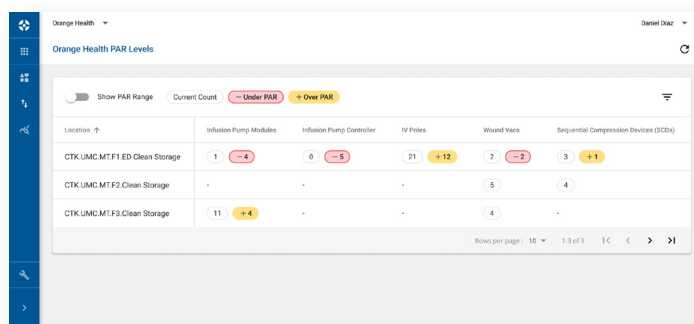 Orange Health
Daniel Diaz
Orange Health PAR Levels
Show PAR Range Current Count — Under PAR + Over PAR
Location ↑ Infusion Pump Modules Infusion Pump Controller IV Poles Wound Vacs Sequential Compression Devices (SCDs)
CTK.UMC.MT.F1.ED Clean Storage 1 — 4 0 — 5 21 + 12 2 — 2 3 + 1
CTK.UMC.MT.F2.Clean Storage - - - 5 4
CTK.UMC.MT.F3.Clean Storage 11 + 4 - - 4 -
Rows per page: 10 1-3 of 3